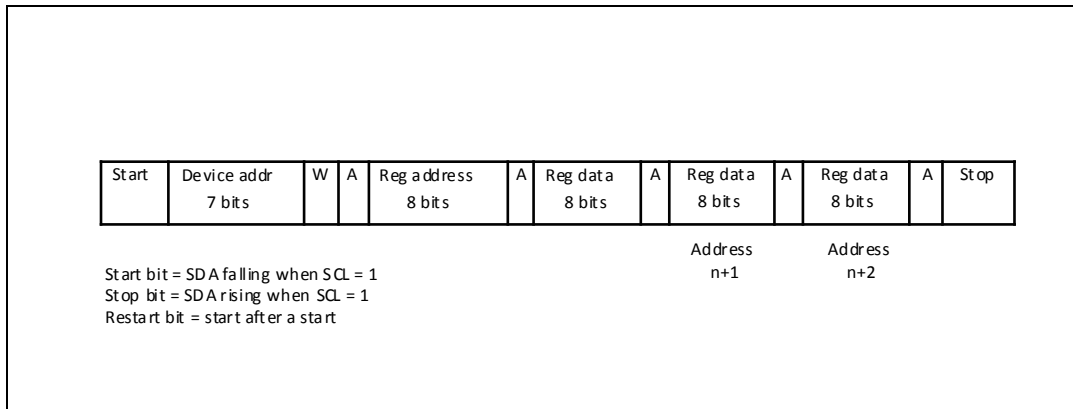 Start Device addr W A Reg address A Reg data A Reg data A Reg data A Stop
7 bits 8 bits 8 bits 8 bits 8 bits
Address Address
n+1 n+2
Start bit = SDA falling when SCL = 1
Stop bit = SDA rising when SCL = 1
Restart bit = start after a start